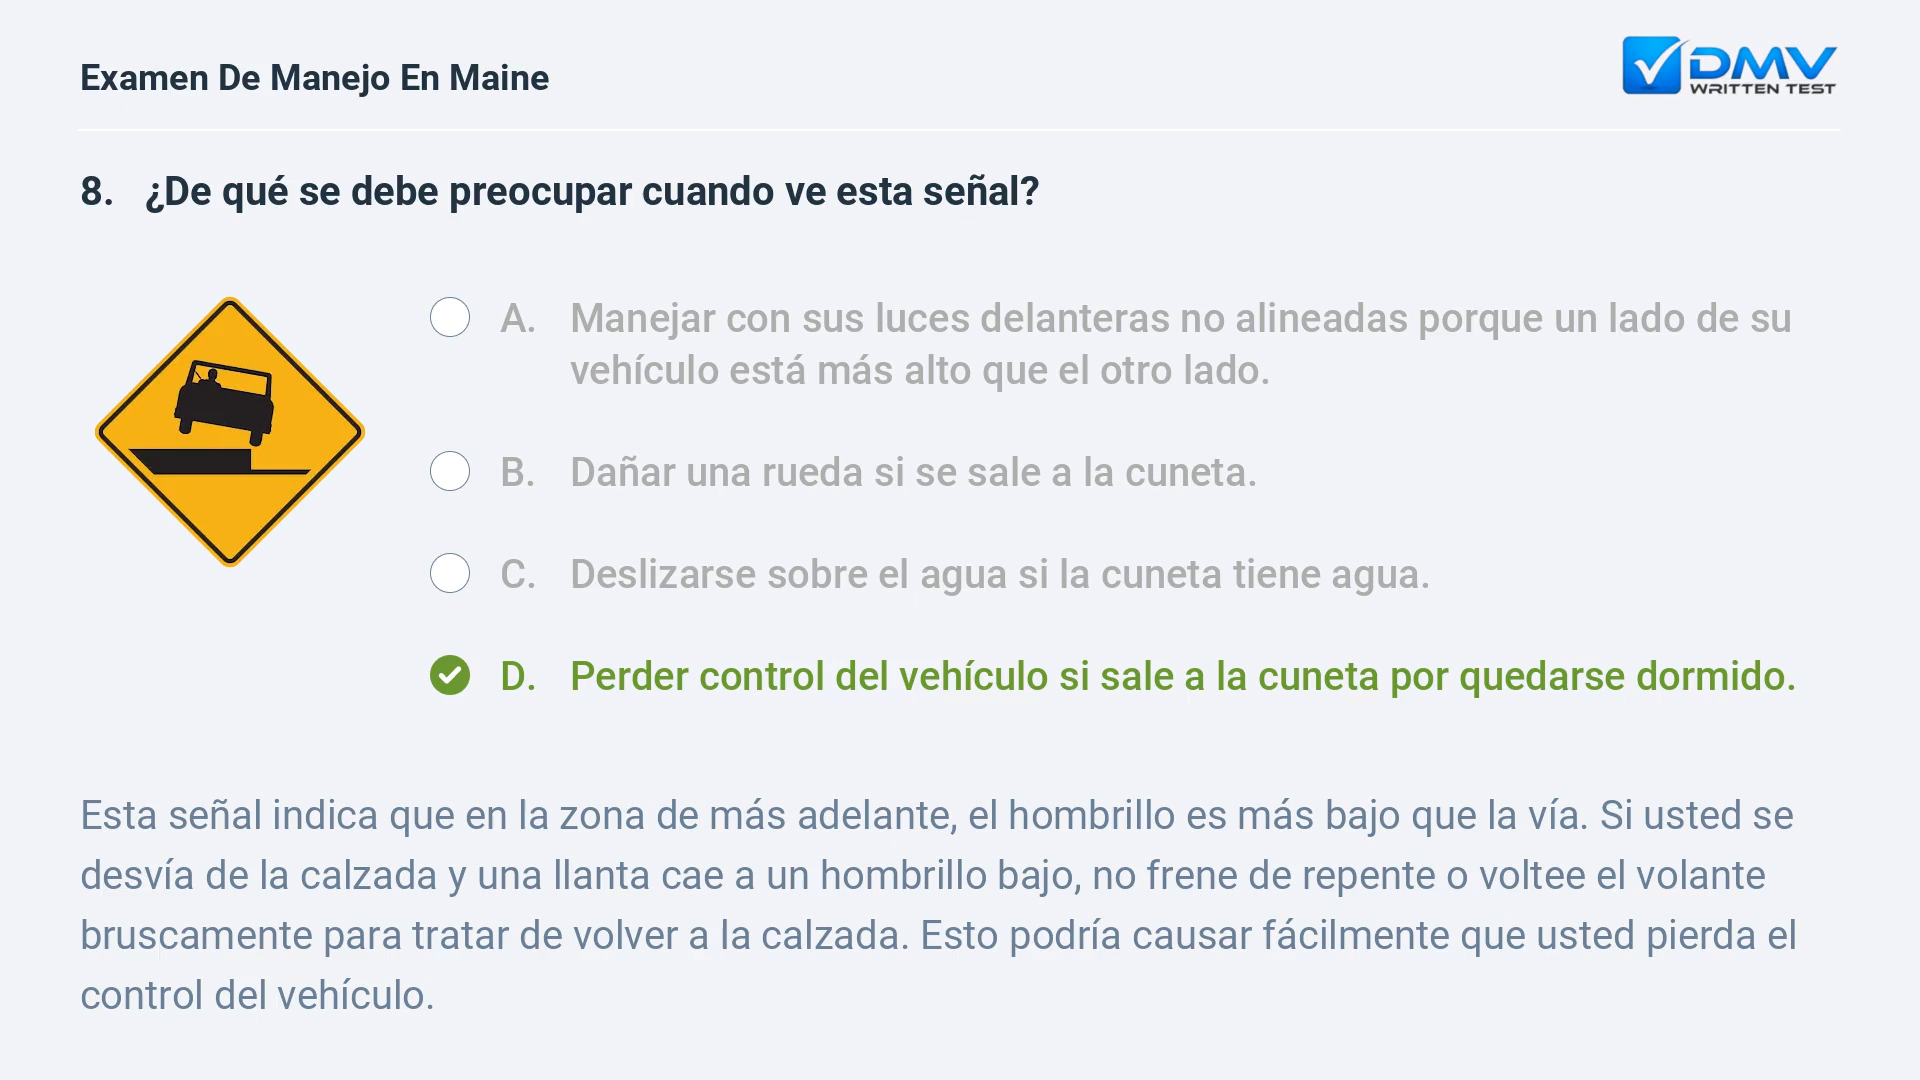 Examen De Manejo En Maine
DMV
WRITTEN TEST
8. ¿De qué se debe preocupar cuando ve esta señal?
A. Manejar con sus luces delanteras no alineadas porque un lado de su
vehículo está más alto que el otro lado.
B. Dañar una rueda si se sale a la cuneta.
C. Deslizarse sobre el agua si la cuneta tiene agua.
D. Perder control del vehículo si sale a la cuneta por quedarse dormido.
Esta señal indica que en la zona de más adelante, el hombrillo es más bajo que la vía. Si usted se
desvía de la calzada y una llanta cae a un hombrillo bajo, no frene de repente o voltee el volante
bruscamente para tratar de volver a la calzada. Esto podría causar fácilmente que usted pierda el
control del vehículo.